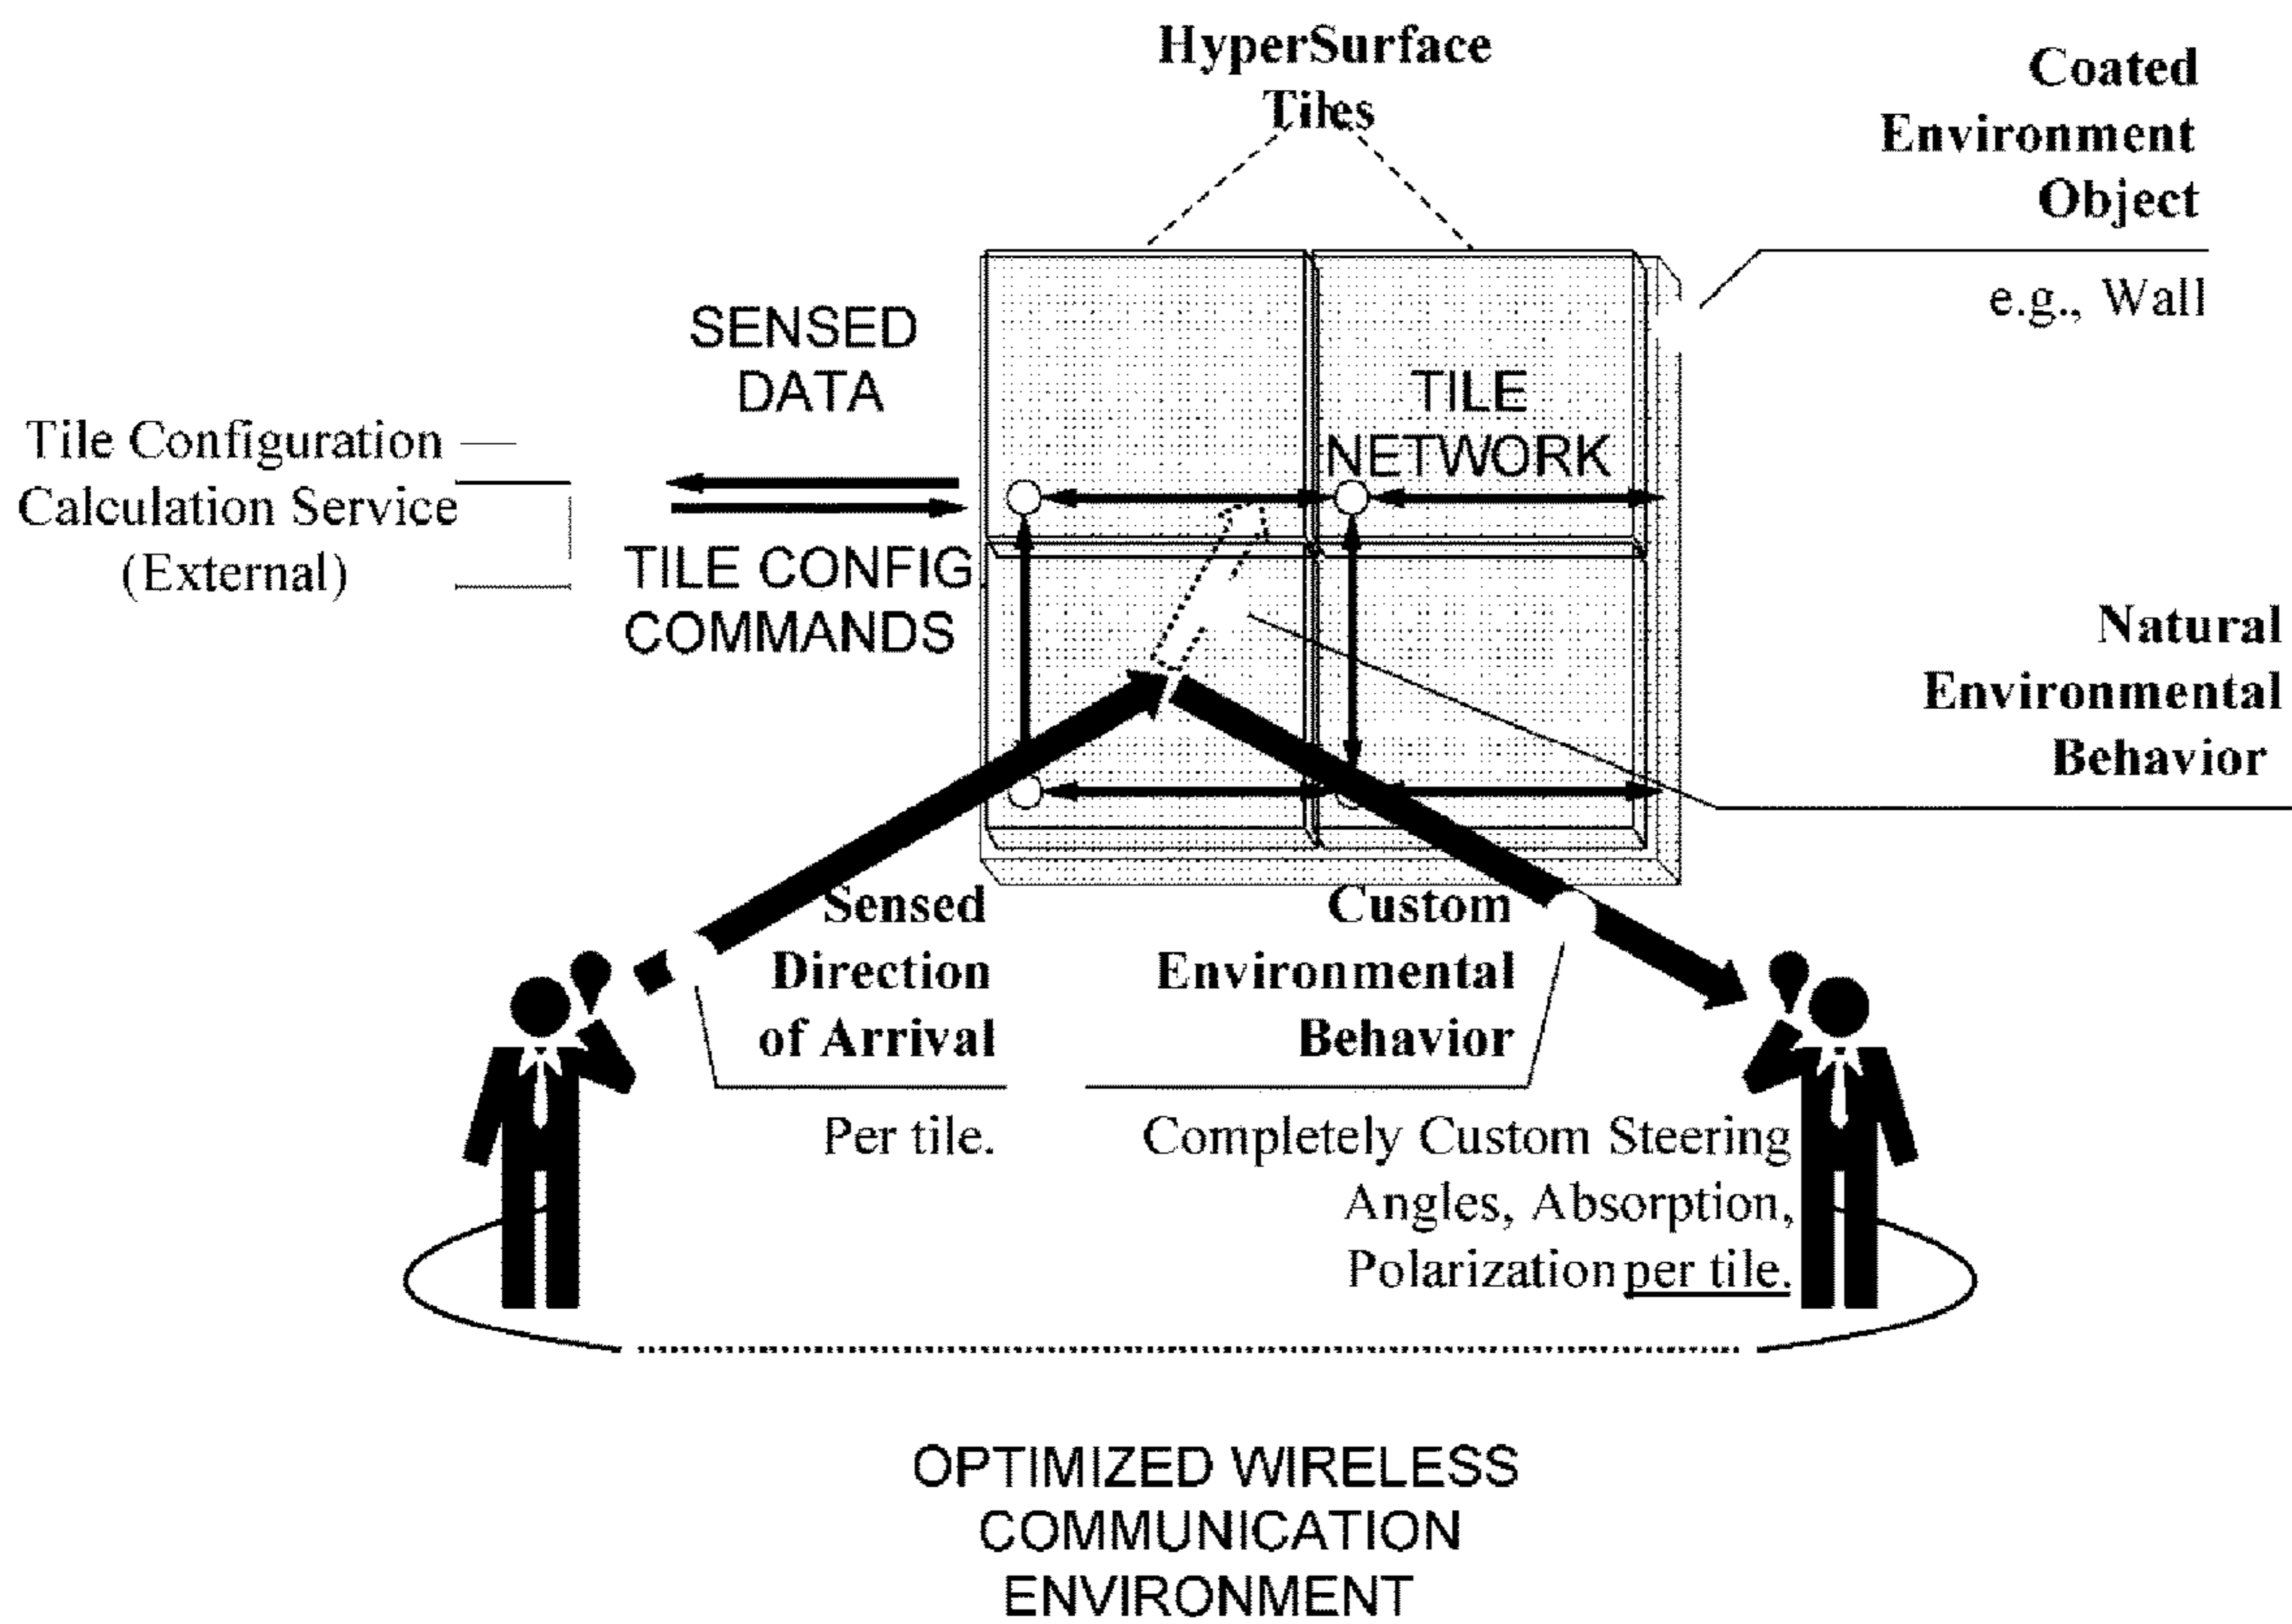 HyperSurface
Tiles
Coated
Environment
Object
e.g., Wall
SENSED
DATA
TILE
NETWORK
Tile Configuration
Calculation Service
(External)
TILE CONFIG.
COMMANDS
Natural
Environmental
Behavior
Sensed
Direction
of Arrival
Per tile.
Custom
Environmental
Behavior
Completely Custom Steering
Angles, Absorption,
Polarization per tile.
OPTIMIZED WIRELESS
COMMUNICATION
ENVIRONMENT